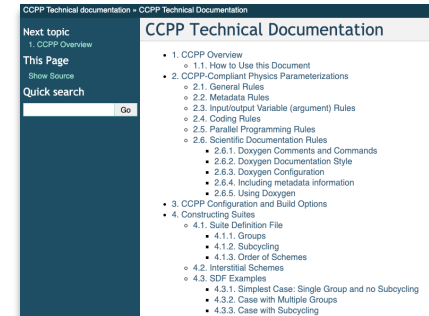 CCPP Technical documentation » CCPP Technical Documentation
Next topic
1. CCPP Overview
This Page
Show Source
Quick search
Go
CCPP Technical Documentation
• 1. CCPP Overview
◦ 1.1. How to Use this Document
• 2. CCPP-Compliant Physics Parameterizations
◦ 2.1. General Rules
◦ 2.2. Metadata Rules
◦ 2.3. Input/output Variable (argument) Rules
◦ 2.4. Coding Rules
◦ 2.5. Parallel Programming Rules
◦ 2.6. Scientific Documentation Rules
▪ 2.6.1. Doxygen Comments and Commands
▪ 2.6.2. Doxygen Documentation Style
▪ 2.6.3. Doxygen Configuration
▪ 2.6.4. Including metadata information
▪ 2.6.5. Using Doxygen
• 3. CCPP Configuration and Build Options
• 4. Constructing Suites
◦ 4.1. Suite Definition File
▪ 4.1.1. Groups
▪ 4.1.2. Subcycling
▪ 4.1.3. Order of Schemes
◦ 4.2. Interstitial Schemes
◦ 4.3. SDF Examples
▪ 4.3.1. Simplest Case: Single Group and no Subcycling
▪ 4.3.2. Case with Multiple Groups
▪ 4.3.3. Case with Subcycling